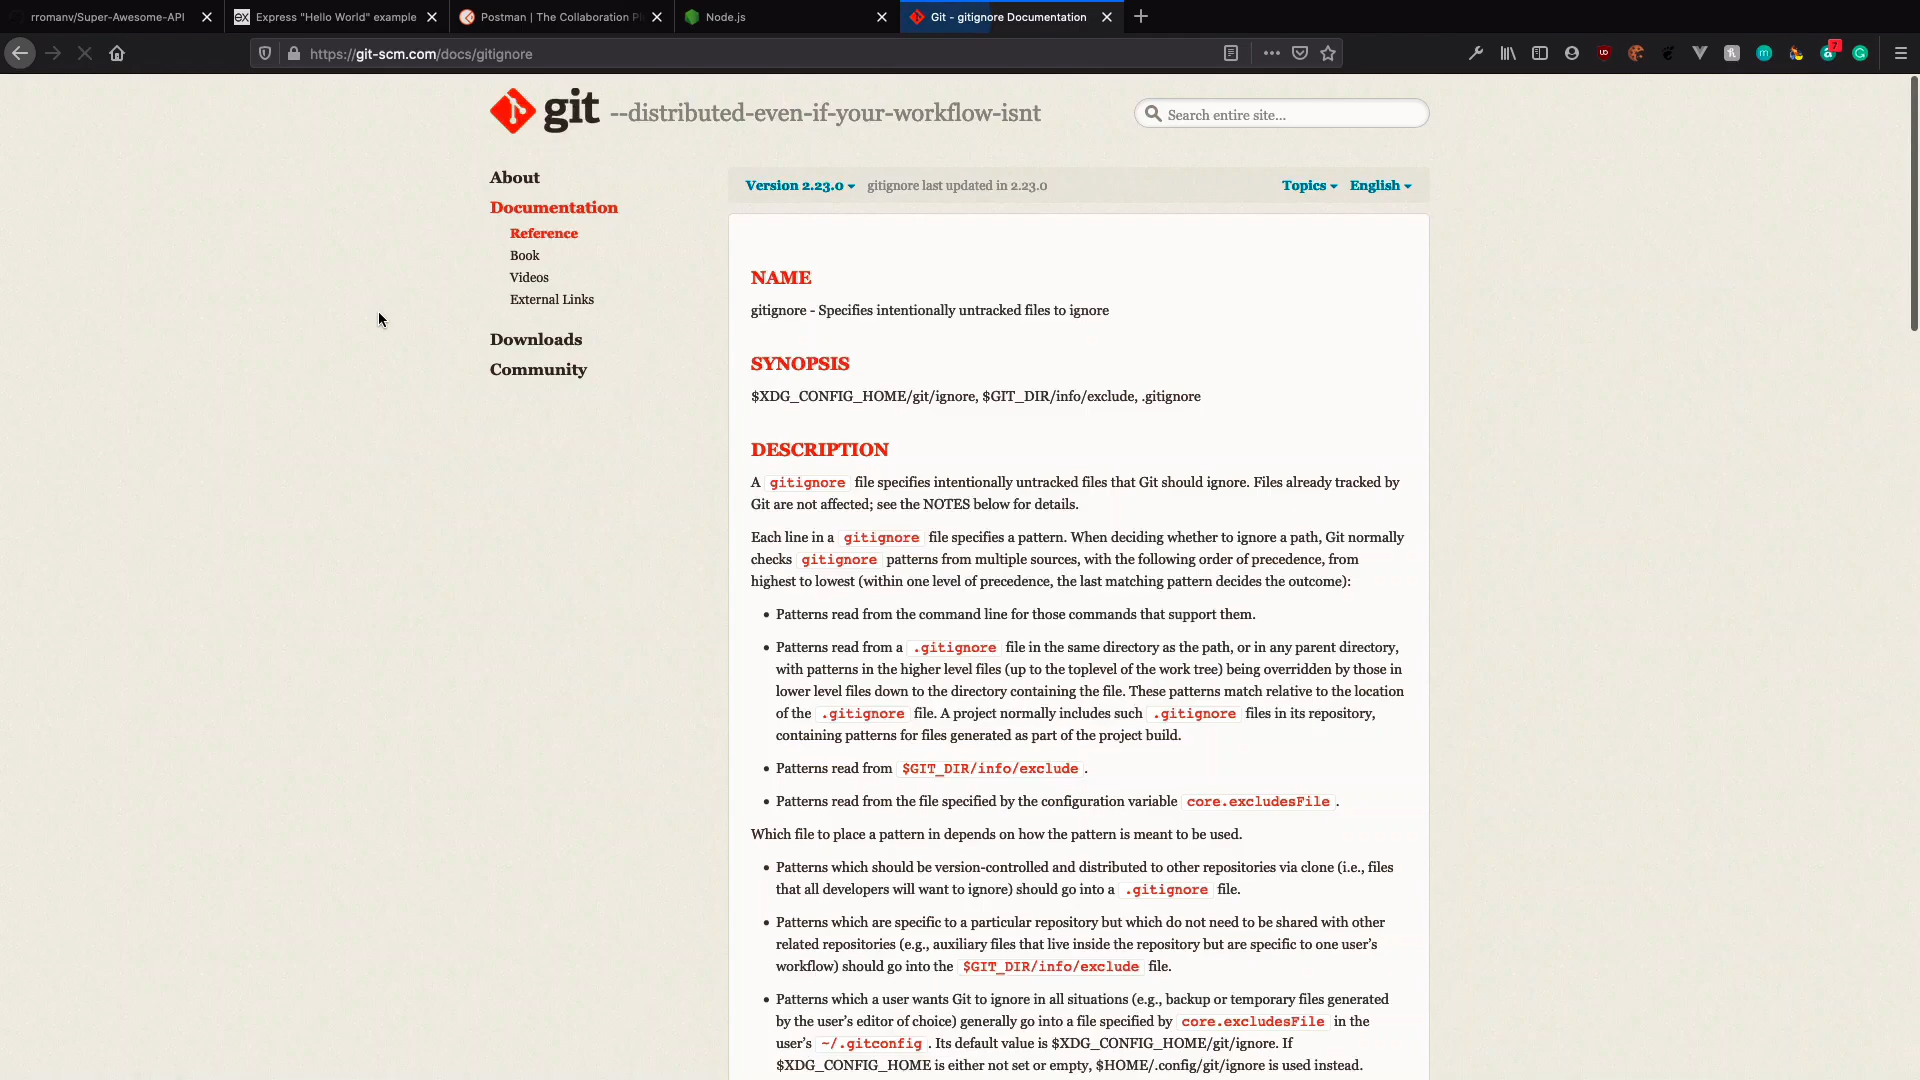 rromanv/Super-Awesome-API
EX Express "Hello World" example
Postman | The Collaboration Pl
Node.js
Git - gitignore Documentation
https://git-scm.com/docs/gitignore
7
git --distributed-even-if-your-workflow-isnt
Search entire site...
About
Documentation
Reference
Book
Videos
External Links
Downloads
Community
Version 2.23.0 gitignore last updated in 2.23.0
Topics English
NAME
gitignore - Specifies intentionally untracked files to ignore
SYNOPSIS
$XDG_CONFIG_HOME/git/ignore, $GIT_DIR/info/exclude, .gitignore
DESCRIPTION
A gitignore file specifies intentionally untracked files that Git should ignore. Files already tracked by
Git are not affected; see the NOTES below for details.
Each line in a gitignore file specifies a pattern. When deciding whether to ignore a path, Git normally
checks gitignore patterns from multiple sources, with the following order of precedence, from
highest to lowest (within one level of precedence, the last matching pattern decides the outcome):
• Patterns read from the command line for those commands that support them.
• Patterns read from a .gitignore file in the same directory as the path, or in any parent directory,
with patterns in the higher level files (up to the toplevel of the work tree) being overridden by those in
lower level files down to the directory containing the file. These patterns match relative to the location
of the .gitignore file. A project normally includes such .gitignore files in its repository,
containing patterns for files generated as part of the project build.
• Patterns read from $GIT_DIR/info/exclude.
• Patterns read from the file specified by the configuration variable core.excludesFile.
Which file to place a pattern in depends on how the pattern is meant to be used.
• Patterns which should be version-controlled and distributed to other repositories via clone (i.e., files
that all developers will want to ignore) should go into a .gitignore file.
• Patterns which are specific to a particular repository but which do not need to be shared with other
related repositories (e.g., auxiliary files that live inside the repository but are specific to one user’s
workflow) should go into the $GIT_DIR/info/exclude file.
• Patterns which a user wants Git to ignore in all situations (e.g., backup or temporary files generated
by the user’s editor of choice) generally go into a file specified by core.excludesFile in the
user’s ~/.gitconfig. Its default value is $XDG_CONFIG_HOME/git/ignore. If
$XDG_CONFIG_HOME is either not set or empty, $HOME/.config/git/ignore is used instead.